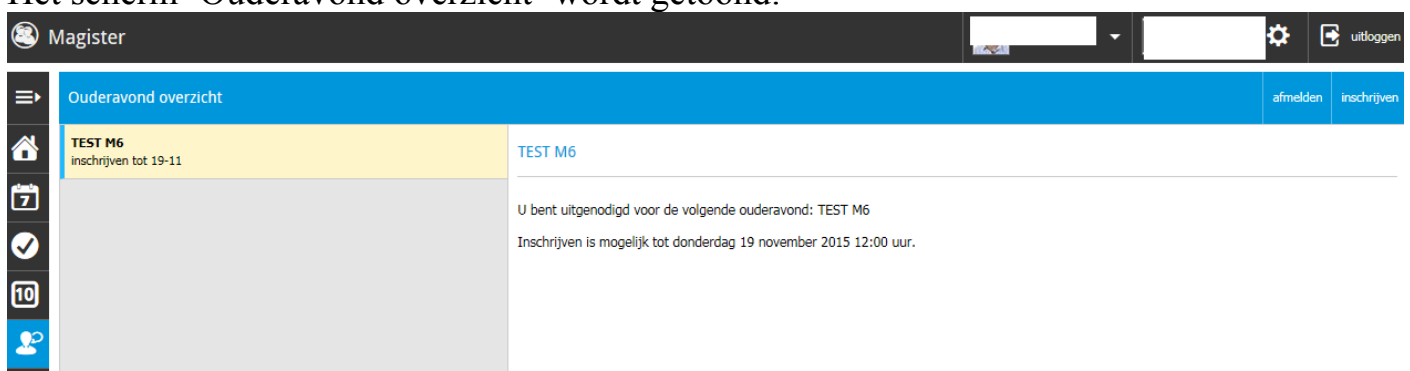 Het scherm "Ouderavond overzicht" wordt getoond.
Magister
uitloggen
Ouderavond overzicht
afmelden
inschrijven
TEST M6
inschrijven tot 19-11
TEST M6
U bent uitgenodigd voor de volgende ouderavond: TEST M6
Inschrijven is mogelijk tot donderdag 19 november 2015 12:00 uur.
7
10